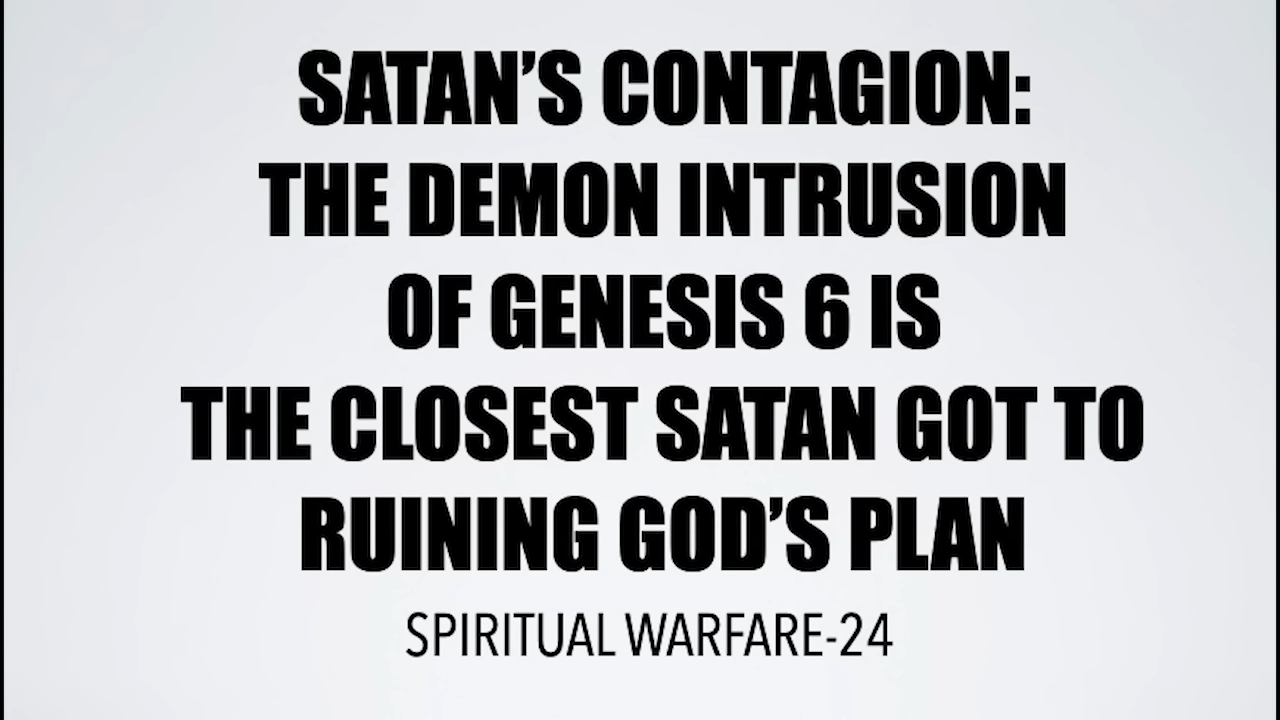 SATAN’S CONTAGION:
THE DEMON INTRUSION
OF GENESIS 6 IS
THE CLOSEST SATAN GOT TO
RUINING GOD’S PLAN
SPIRITUAL WARFARE-24